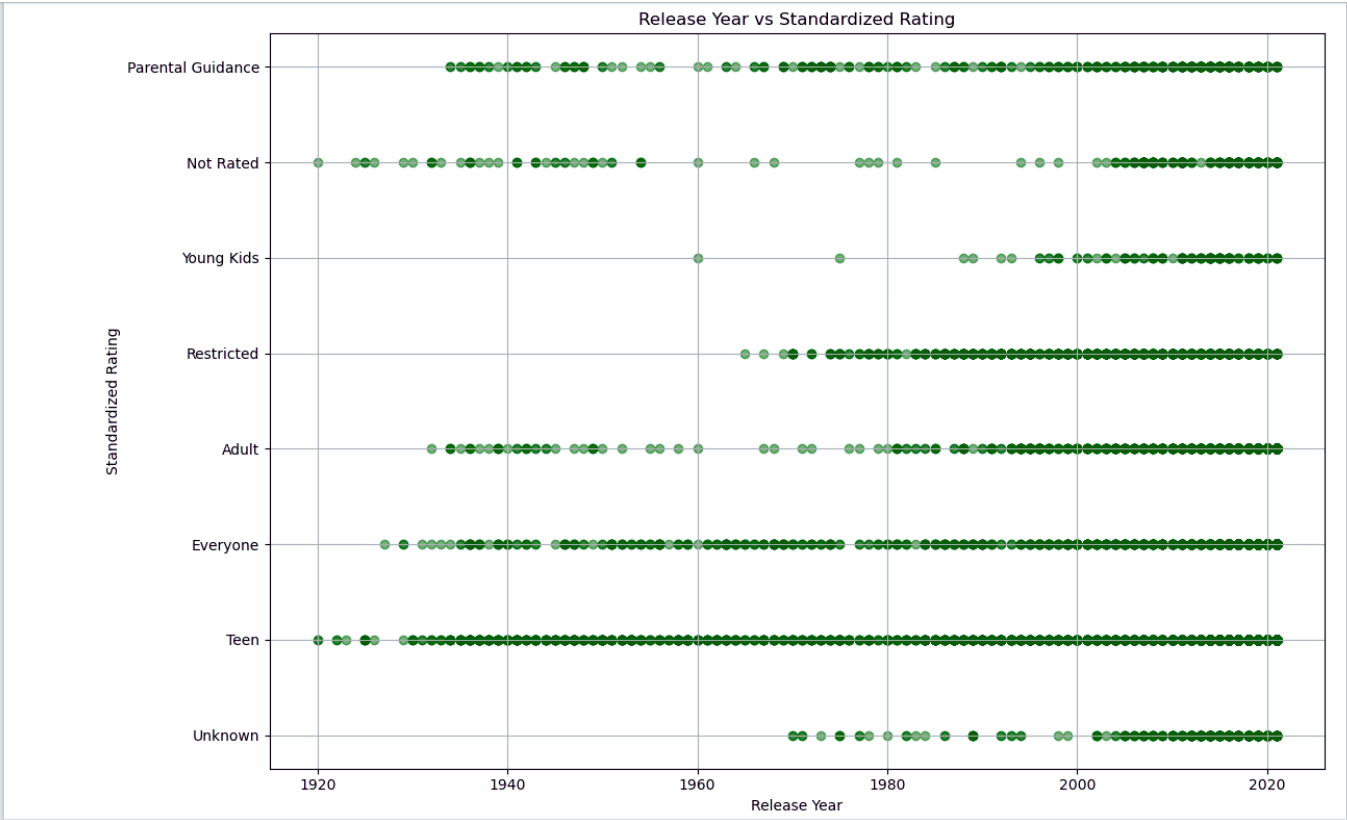 Release Year vs Standardized Rating
Parental Guidance
Not Rated
Young Kids
Restricted
Adult
Everyone
Teen
Unknown
Standardized Rating
1920 1940 1960 1980 2000 2020
Release Year